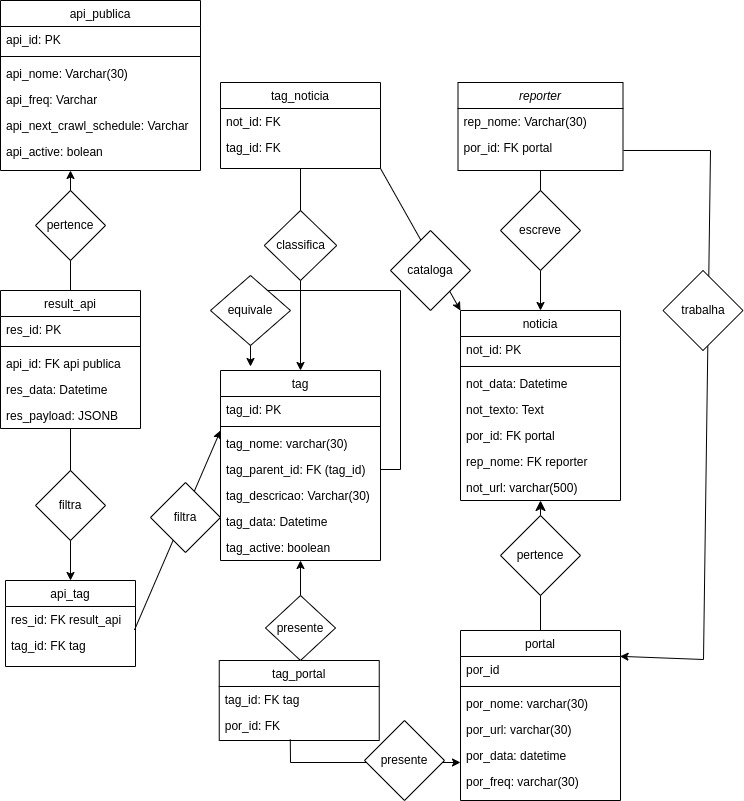 api_publica
api_id: PK
api_nome: Varchar(30)
api_freq: Varchar
api_next_crawl_schedule: Varchar
api_active: bolean
pertence
result_api
res_id: PK
api_id: FK api publica
res_data: Datetime
res_payload: JSONB
filtra
api_tag
res_id: FK result_api
tag_id: FK tag
filtra
tag_noticia
not_id: FK
tag_id: FK
classifica
cataloga
equivale
tag
tag_id: PK
tag_nome: varchar(30)
tag_parent_id: FK (tag_id)
tag_descricao: Varchar(30)
tag_data: Datetime
tag_active: boolean
presente
tag_portal
tag_id: FK tag
por_id: FK
presente
reporter
rep_nome: Varchar(30)
por_id: FK portal
escreve
trabalha
noticia
not_id: PK
not_data: Datetime
not_texto: Text
por_id: FK portal
rep_nome: FK reporter
not_url: varchar(500)
pertence
portal
por_id
por_nome: varchar(30)
por_url: varchar(30)
por_data: datetime
por_freq: varchar(30)